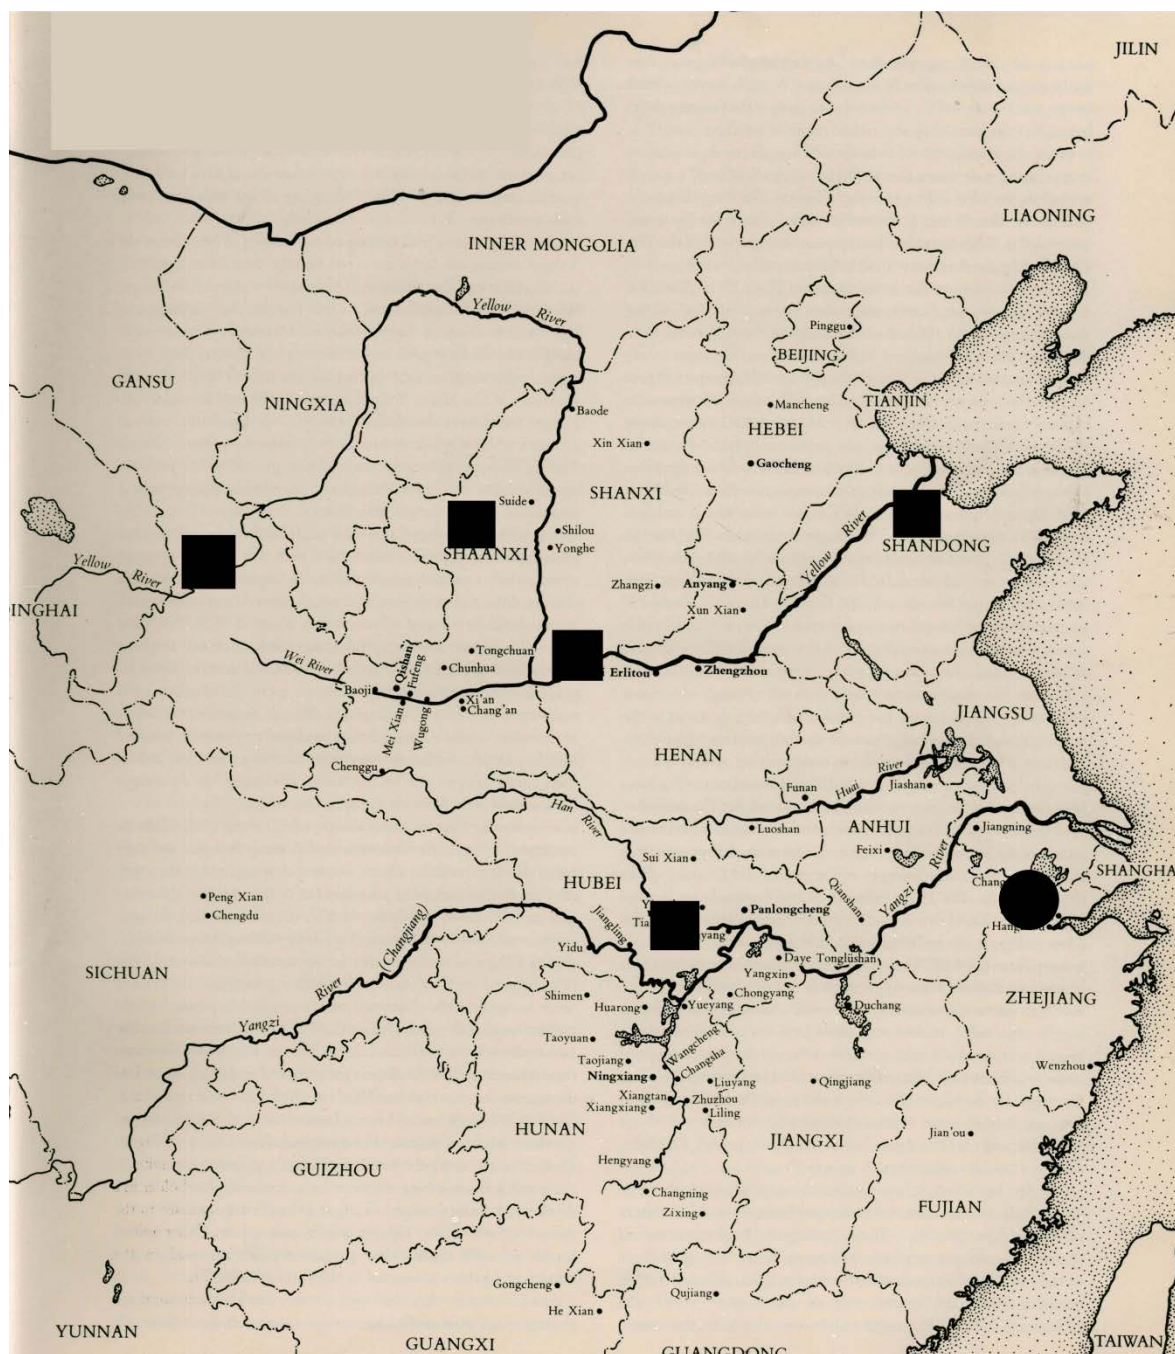 JILIN
LIAONING
INNER MONGOLIA
Yellow River
Pinggu
BEIJING
GANSU
NINGXIA
TIANJIN
Mancheng
Baode
HEBEI
Xin Xian
Gaocheng
SHANXI
Suide
Shilou
Yonghe
SHAANXI
Yellow River
SHANDONG
Yellow River
Zhangzi
Anyang
Xun Xian
Tongchuan
Wei River
Qishan
Fufeng
Chunhua
Erlitou
Zhengzhou
Baoji
Xi'an
Chang'an
Mei Xian
Wugong
JIANGSU
HENAN
Chenggu
Huai River
Funan
Jiashan
Han River
Luoshan
ANHUI
Jiangning
Feixi
Sui Xian
Yangzi River
HUBEI
Qianshan
Peng Xian
Chengdu
(Changjiang)
Jiangling
Panlongcheng
Yidu
Daye Tonglüshan
SICHUAN
Yangxin
Yangzi River
Shimen
Chongyang
ZHEJIANG
Huarong
Yueyang
Duchang
Taoyuan
Wangcheng
Changsha
Taojiang
Wenzhou
Ningxiang
Liuyang
Qingjiang
Xiangtan
Zhuzhou
Xiangxiang
Liling
HUNAN
JIANGXI
Jian'ou
GUIZHOU
Hengyang
Changning
FUJIAN
Zixing
Gongcheng
Qujiang
He Xian
YUNNAN
GUANGXI
TAIWAN